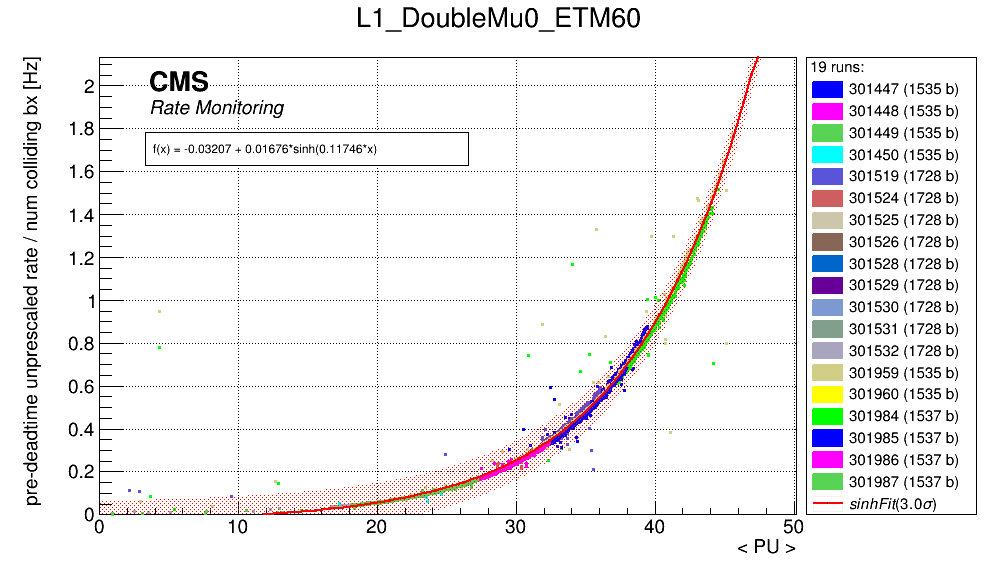 L1_DoubleMu0_ETM60
pre-deadtime unprescaled rate / num colliding bx [Hz]
CMS
Rate Monitoring
f(x) = -0.03207 + 0.01676*sinh(0.11746*x)
2
1.8
1.6
1.4
1.2
1
0.8
0.6
0.4
0.2
0
0 10 20 30 40 50
< PU >
19 runs:
301447 (1535 b)
301448 (1535 b)
301449 (1535 b)
301450 (1535 b)
301519 (1728 b)
301524 (1728 b)
301525 (1728 b)
301526 (1728 b)
301528 (1728 b)
301529 (1728 b)
301530 (1728 b)
301531 (1728 b)
301532 (1728 b)
301959 (1535 b)
301960 (1535 b)
301984 (1537 b)
301985 (1537 b)
301986 (1537 b)
301987 (1537 b)
sinhFit(3.0σ)